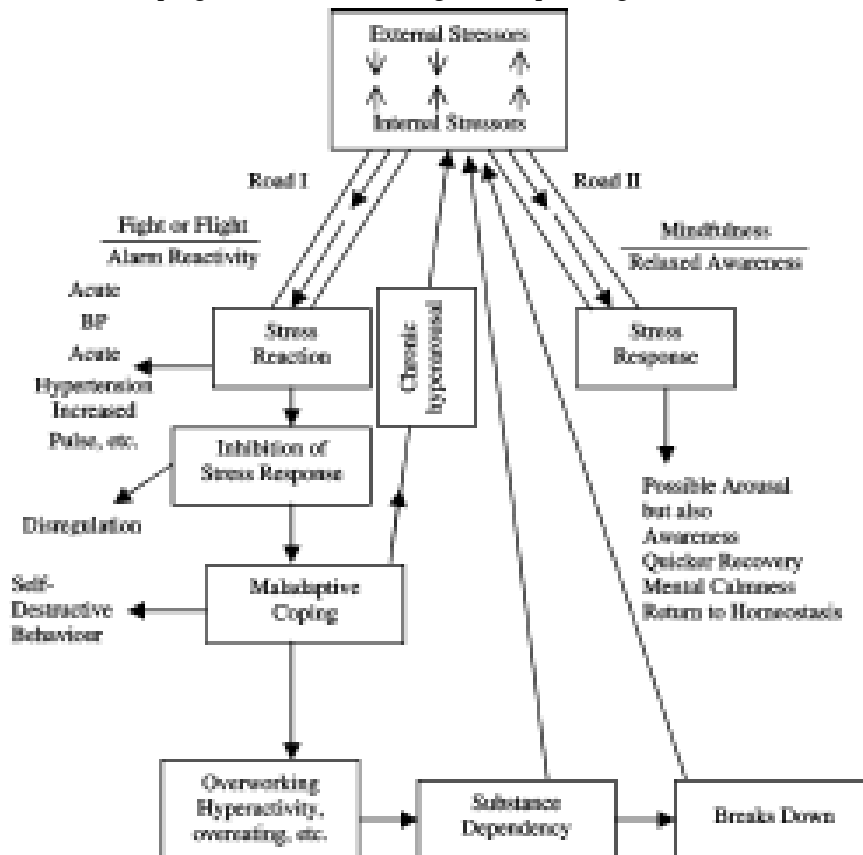 External Stressors
Internal Stressors
Road I
Road II
Fight or Flight
Alarm Reactivity
Mindfulness
Relaxed Awareness
Acute
BP
Acute
Hypertension
Increased
Pulse, etc.
Stress
Reaction
Chronic
hyperarousal
Stress
Response
Inhibition of
Stress Response
Disregulation
Possible Arousal
but also
Awareness
Quicker Recovery
Mental Calmness
Return to Homeostasis
Self-
Destructive
Behaviour
Maladaptive
Coping
Overworking
Hyperactivity,
overeating, etc.
Substance
Dependency
Breaks Down